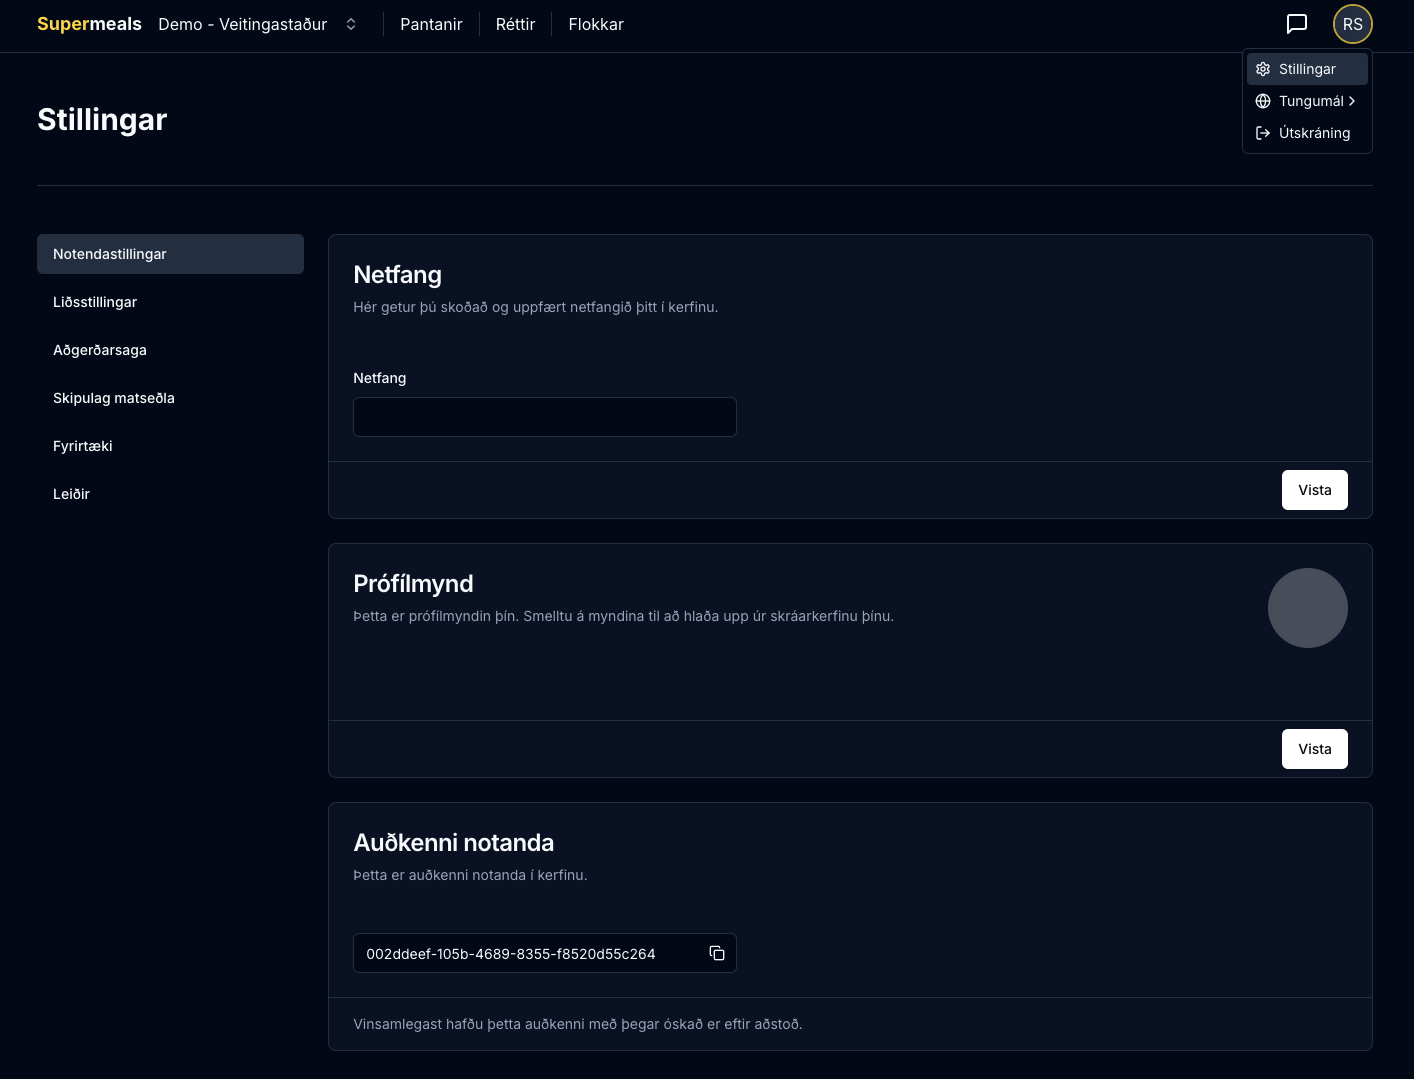 Supermeals Demo - Veitingastaður Pantanir Réttir Flokkar RS
Stillingar
Tungumál
Útskráning
Stillingar
Notendastillingar
Liðsstillingar
Aðgerðarsaga
Skipulag matseðla
Fyrirtæki
Leiðir
Netfang
Hér getur þú skoðað og uppfært netfangið þitt í kerfinu.
Netfang
Vista
Prófílmynd
Þetta er prófílmyndin þín. Smelltu á myndina til að hlaða upp úr skráarkerfinu þínu.
Vista
Auðkenni notanda
Þetta er auðkenni notanda í kerfinu.
002ddeef-105b-4689-8355-f8520d55c264
Vinsamlegast hafðu þetta auðkenni með þegar óskað er eftir aðstoð.